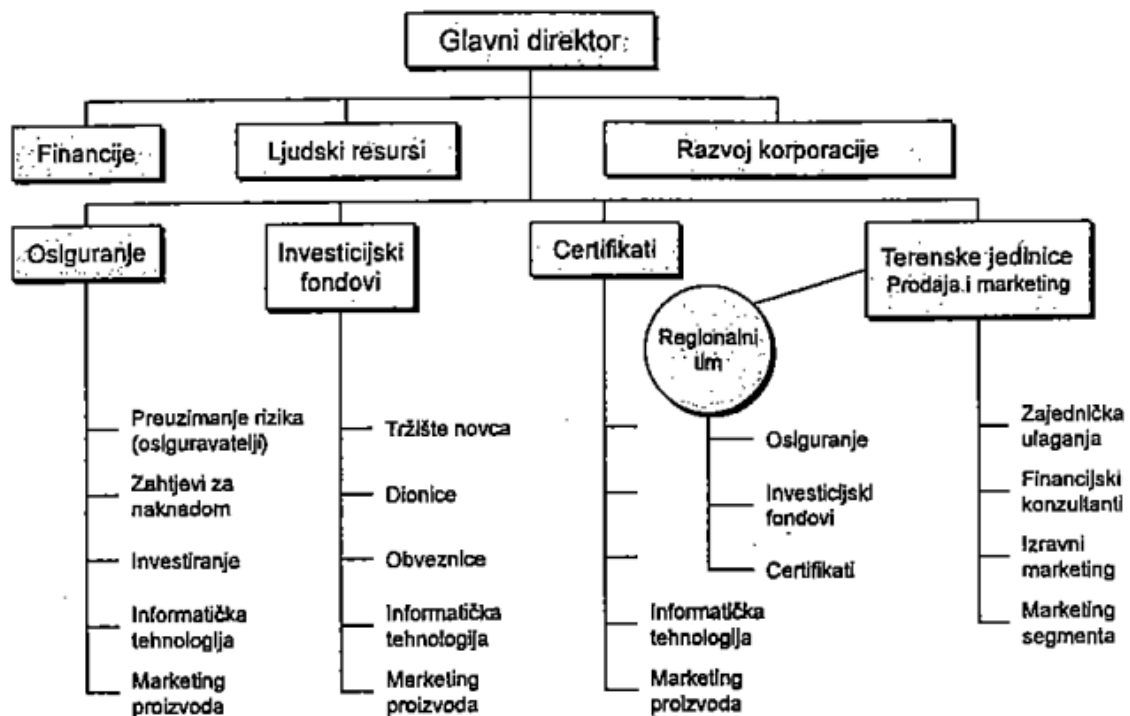 Glavni direktor
Financije
Ljudski resursi
Razvoj korporacije
Osiguranje
Investicijski
fondovi
Certifikati
Terenske jedinice
Prodaja i marketing
Regionalni
tim
Preuzimanje rizika
(osiguravatelji)
Zahtjevi za
naknadom
Investiranje
Informatička
tehnologija
Marketing
proizvoda
Tržište novca
Dionice
Obveznice
Informatička
tehnologija
Marketing
proizvoda
Informatička
tehnologija
Marketing
proizvoda
Osiguranje
Investicijski
fondovi
Certifikati
Zajednička
ulaganja
Financijski
konzultanti
Izravni
marketing
Marketing
segmenta